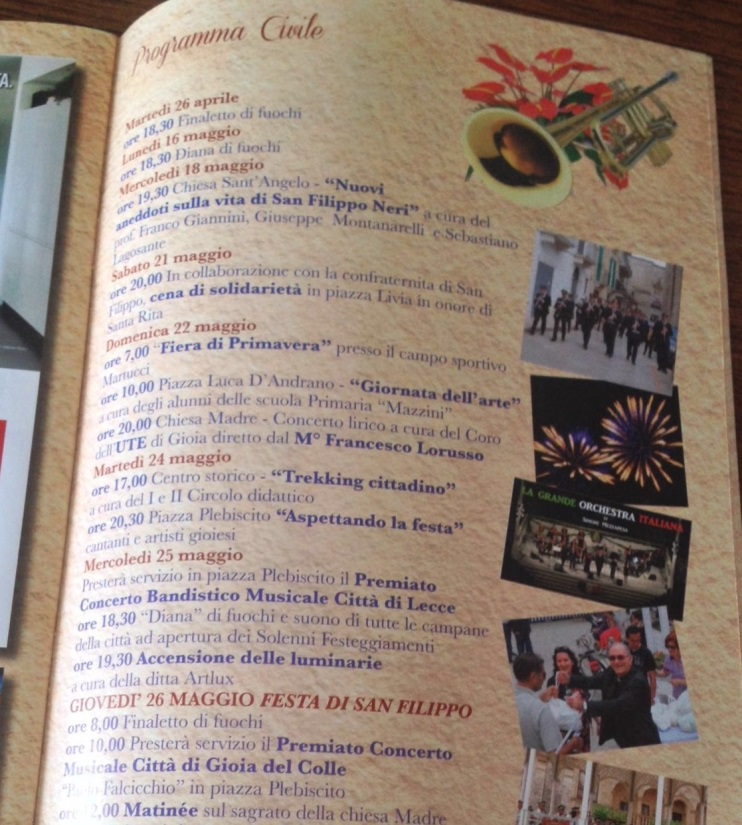 TA.
Programma Civile
Martedì 26 aprile
ore 18,30 Finaletto di fuochi
Lunedì 16 maggio
ore 18,30 Diana di fuochi
Mercoledì 18 maggio
ore 19,30 Chiesa Sant'Angelo - “Nuovi
aneddoti sulla vita di San Filippo Neri” a cura del
prof. Franco Giannini, Giuseppe Montanarelli e Sebastiano
Lagosante
Sabato 21 maggio
ore 20,00 In collaborazione con la confraternita di San
Filippo, cena di solidarietà in piazza Livia in onore di
Santa Rita
Domenica 22 maggio
ore 7,00 “Fiera di Primavera” presso il campo sportivo
Martucci
ore 10,00 Piazza Luca D'Andrano - “Giornata dell'arte”
a cura degli alunni delle scuola Primaria “Mazzini”
ore 20,00 Chiesa Madre - Concerto lirico a cura del Coro
dell'UTE di Gioia diretto dal M° Francesco Lorusso
Martedì 24 maggio
ore 17,00 Centro storico - “Trekking cittadino”
a cura del I e II Circolo didattico
ore 20,30 Piazza Plebiscito “Aspettando la festa”
cantanti e artisti gioiesi
Mercoledì 25 maggio
Presterà servizio in piazza Plebiscito il Premiato
Concerto Bandistico Musicale Città di Lecce
ore 18,30 “Diana” di fuochi e suono di tutte le campane
della città ad apertura dei Solenni Festeggiamenti
ore 19,30 Accensione delle luminarie
a cura della ditta Artlux
GIOVEDI' 26 MAGGIO FESTA DI SAN FILIPPO
ore 8,00 Finaletto di fuochi
ore 10,00 Presterà servizio il Premiato Concerto
Musicale Città di Gioia del Colle
Falcicchio” in piazza Plebiscito
ore 12,00 Matinée sul sagrato della chiesa Madre
LA GRANDE ORCHESTRA ITALIANA